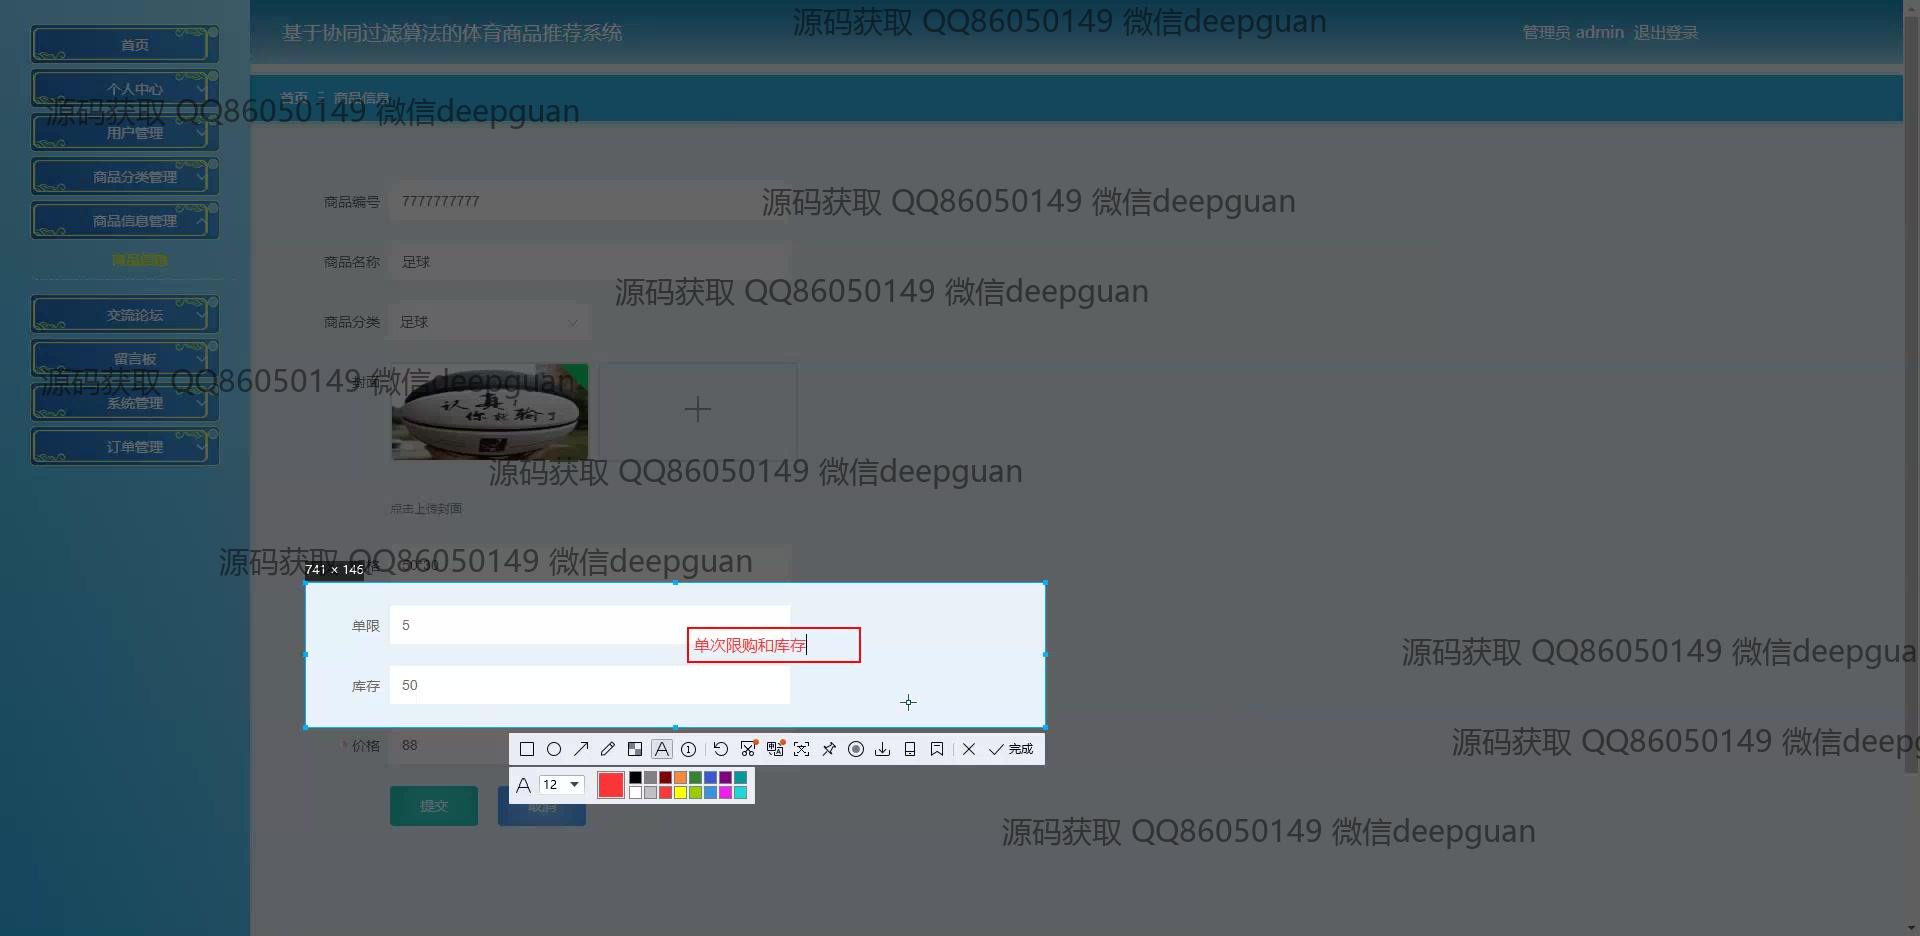 基于协同过滤算法的体育商品推荐系统
源码获取 QQ86050149 微信deepguan
管理员 admin 退出登录
首页
个人中心
首页
商品信息
源码获取 QQ86050149 微信deepguan
用户管理
商品分类管理
商品信息管理
商品信息
交流论坛
留言板
源码获取 QQ86050149 微信deepguan
系统管理
订单管理
商品编号 7777777777
源码获取 QQ86050149 微信deepguan
商品名称 足球
源码获取 QQ86050149 微信deepguan
商品分类 足球
封面
认真!
你就输了
源码获取 QQ86050149 微信deepguan
点击上传封面
源码获取 QQ86050149 微信deepguan
741 × 146
单限 5
单次限购和库存
源码获取 QQ86050149 微信deepgua
库存 50
* 价格 88
完成
源码获取 QQ86050149 微信deep
12
提交
取消
源码获取 QQ86050149 微信deepguan